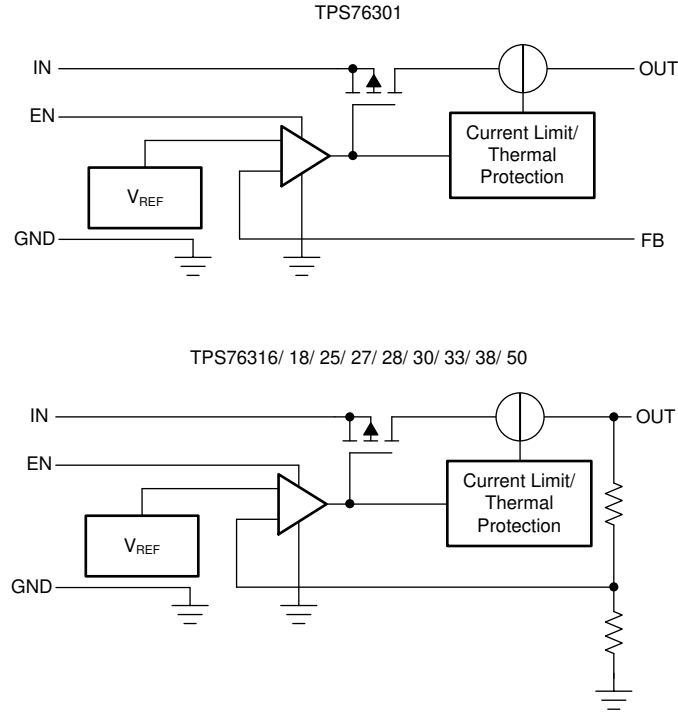 TPS76301
IN
OUT
EN
Current Limit/
Thermal
Protection
VREF
GND
FB
TPS76316/ 18/ 25/ 27/ 28/ 30/ 33/ 38/ 50
IN
OUT
EN
Current Limit/
Thermal
Protection
VREF
GND